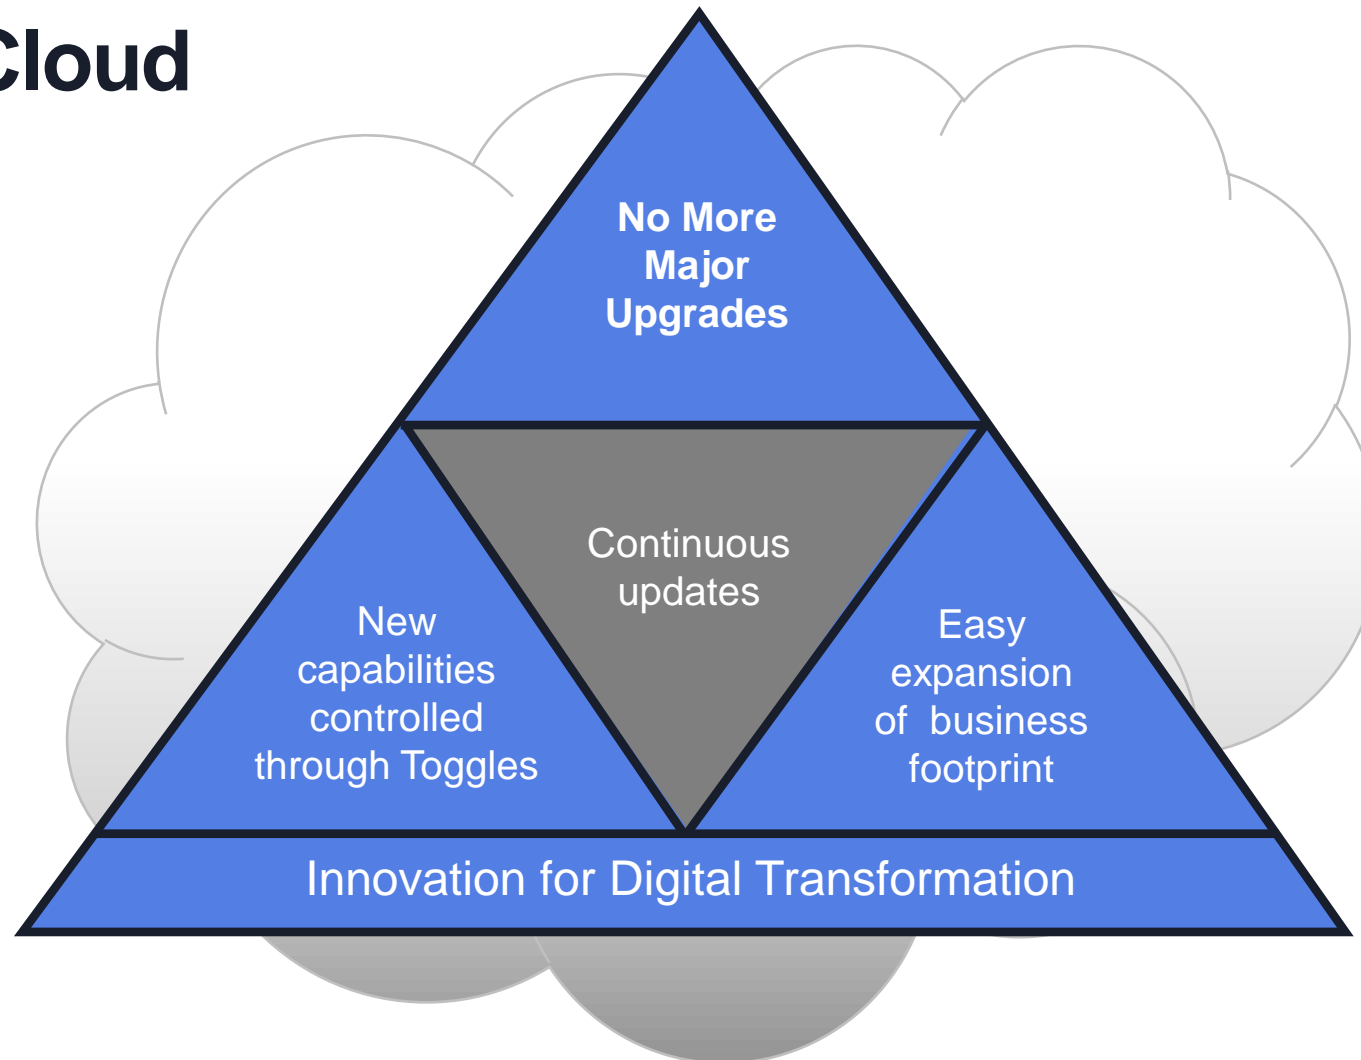 Cloud
No More
Major
Upgrades
Continuous
updates
New
capabilities
controlled
through Toggles
Easy
expansion
of  business
footprint
Innovation for Digital Transformation